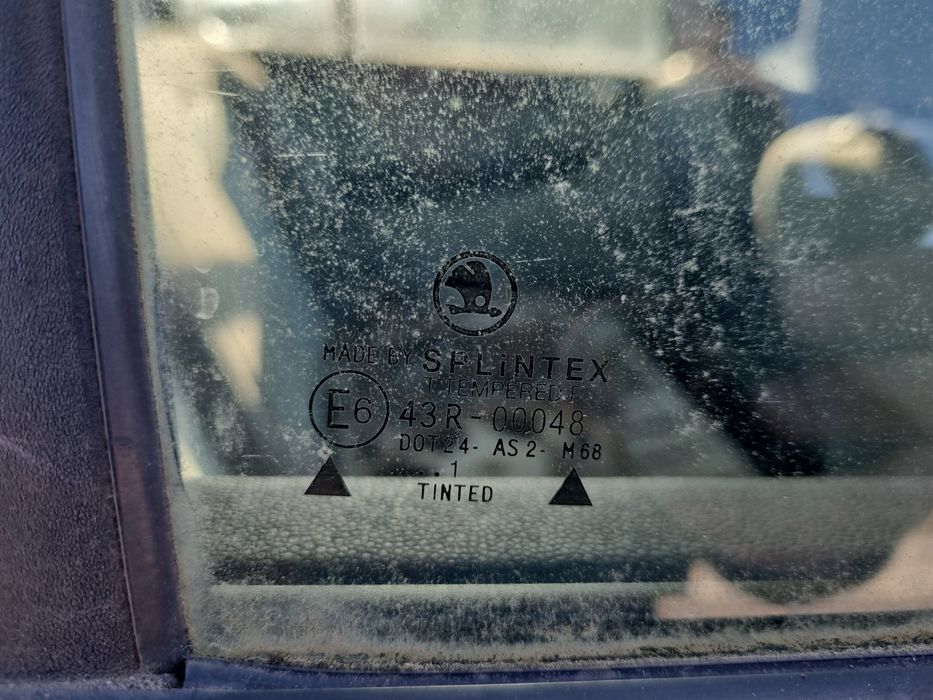 MADE BY SPLiNTEX
T TEMPERED T
E6 43R-00048
DOT24- AS2- M68
.1
TINTED